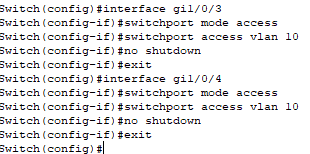 Switch(config)#interface gi1/0/3
Switch(config-if)#switchport mode access
Switch(config-if)#switchport access vlan 10
Switch(config-if)#no shutdown
Switch(config-if)#exit
Switch(config)#interface gi1/0/4
Switch(config-if)#switchport mode access
Switch(config-if)#switchport access vlan 10
Switch(config-if)#no shutdown
Switch(config-if)#exit
Switch(config)#